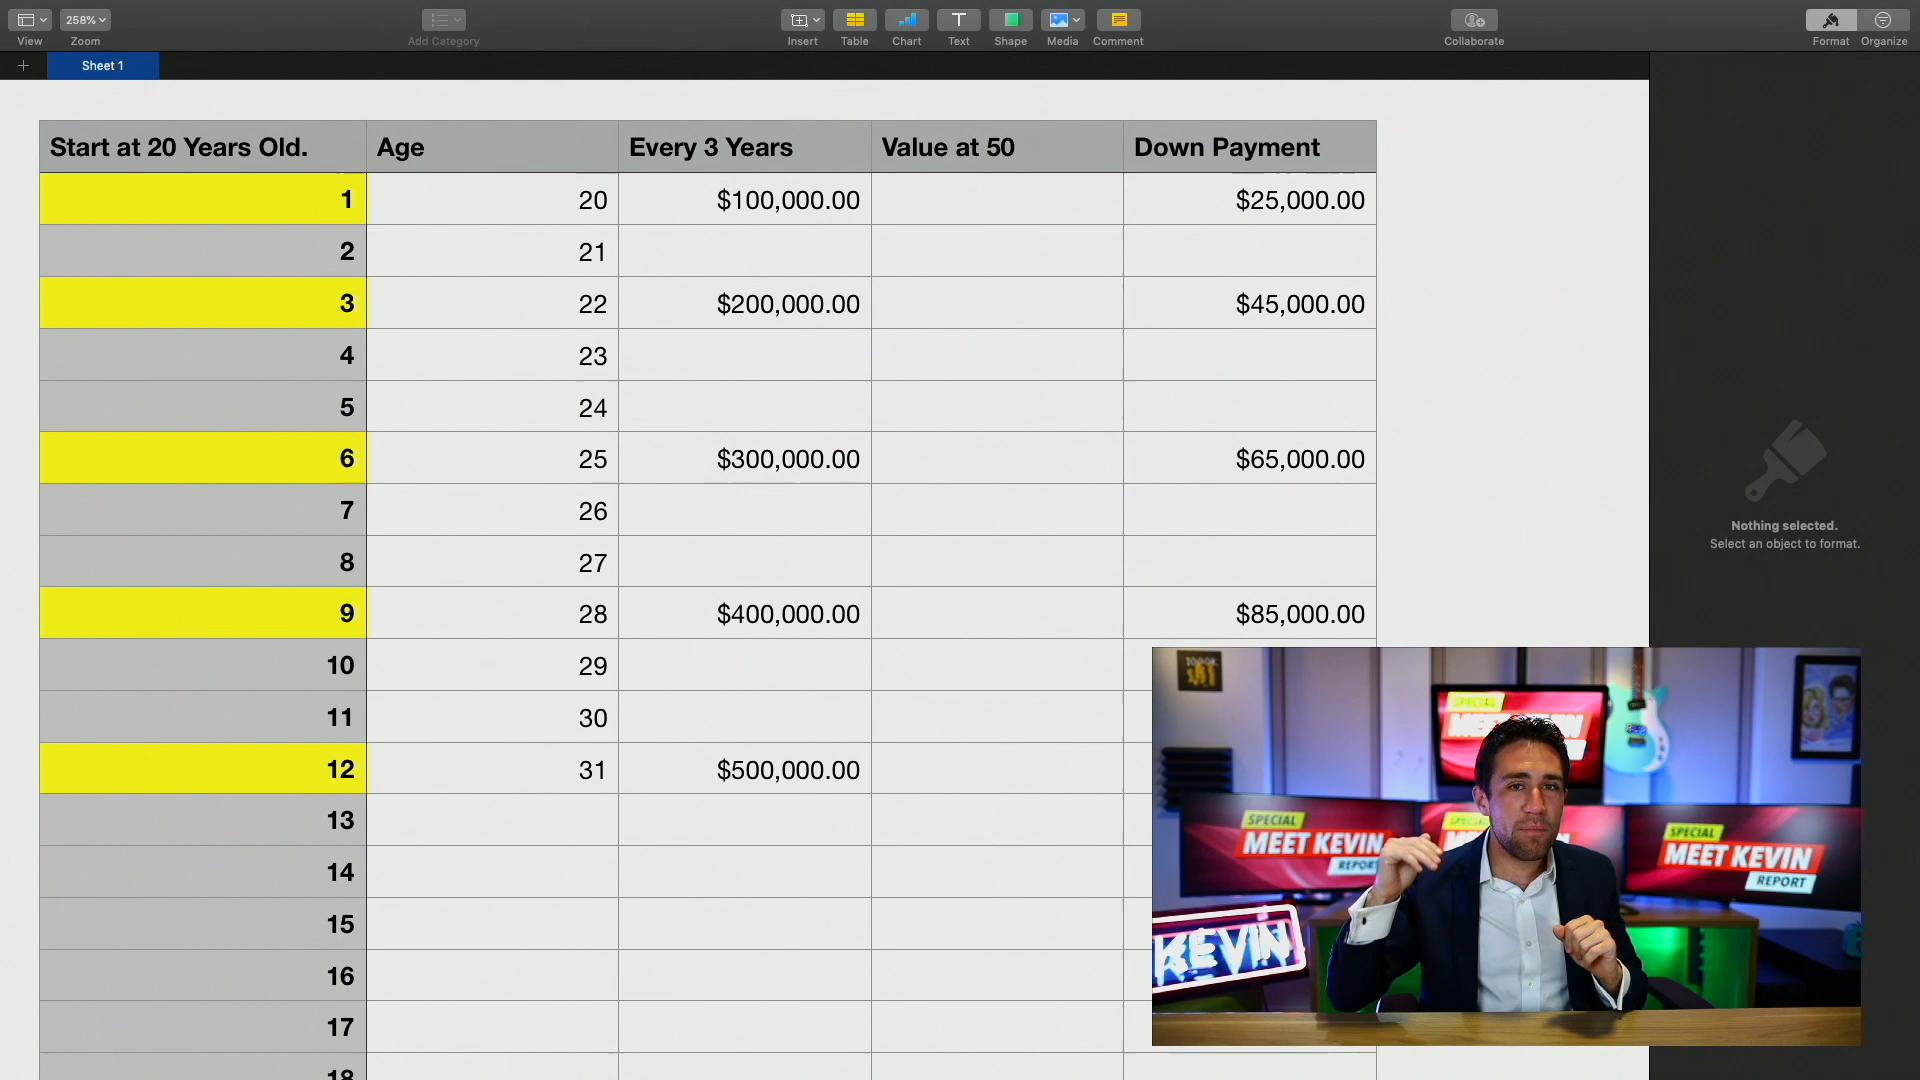 258%
View
Zoom
Add Category
Insert
Table
Chart
Text
Shape
Media
Comment
Collaborate
Format
Organize
Sheet 1
Start at 20 Years Old. Age Every 3 Years Value at 50 Down Payment
1 20 $100,000.00 $25,000.00
2 21
3 22 $200,000.00 $45,000.00
4 23
5 24
6 25 $300,000.00 $65,000.00
7 26
8 27
9 28 $400,000.00 $85,000.00
10 29
11 30
12 31 $500,000.00
13
14
15
16
17
18
Nothing selected.
Select an object to format.
SPECIAL
MEET KEVIN
SPECIAL
MEET KEVIN
REPORT
SPECIAL
MEET KEVIN
REPORT
KEVIN